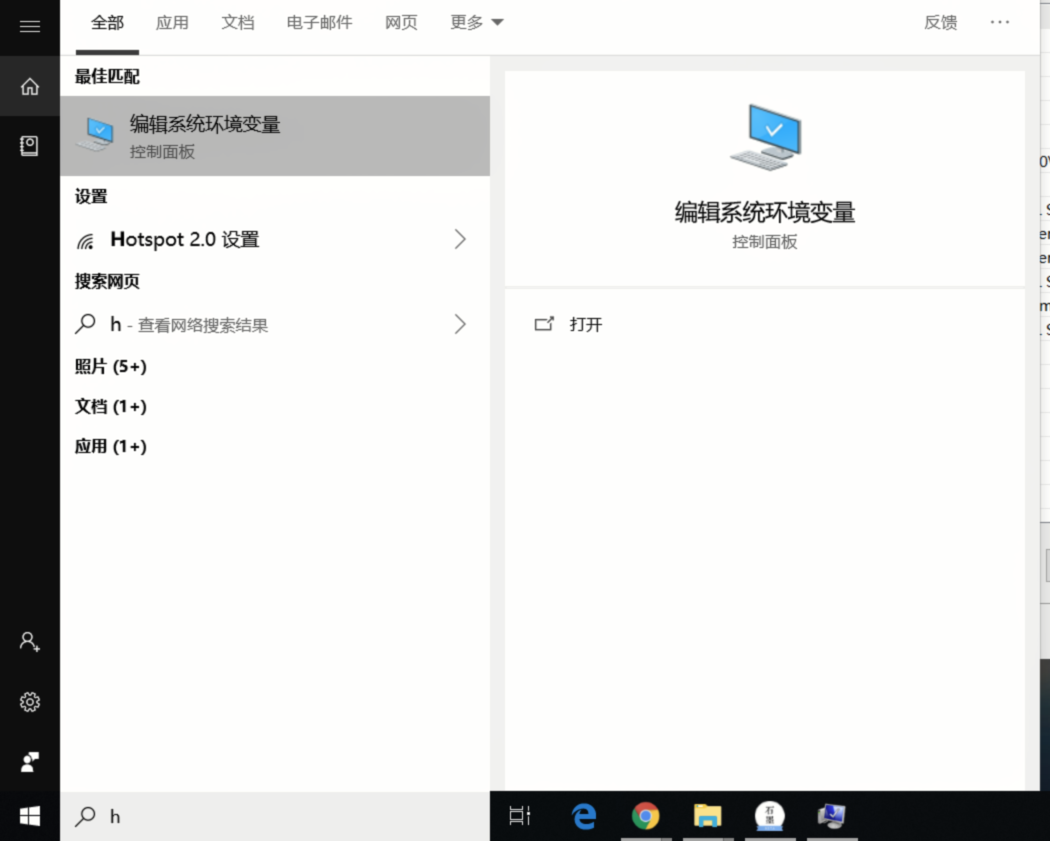 全部 应用 文档 电子邮件 网页 更多 反馈 ···
最佳匹配
编辑系统环境变量
控制面板
设置
Hotspot 2.0 设置
搜索网页
h - 查看网络搜索结果
照片 (5+)
文档 (1+)
应用 (1+)
编辑系统环境变量
控制面板
打开
h
石墨